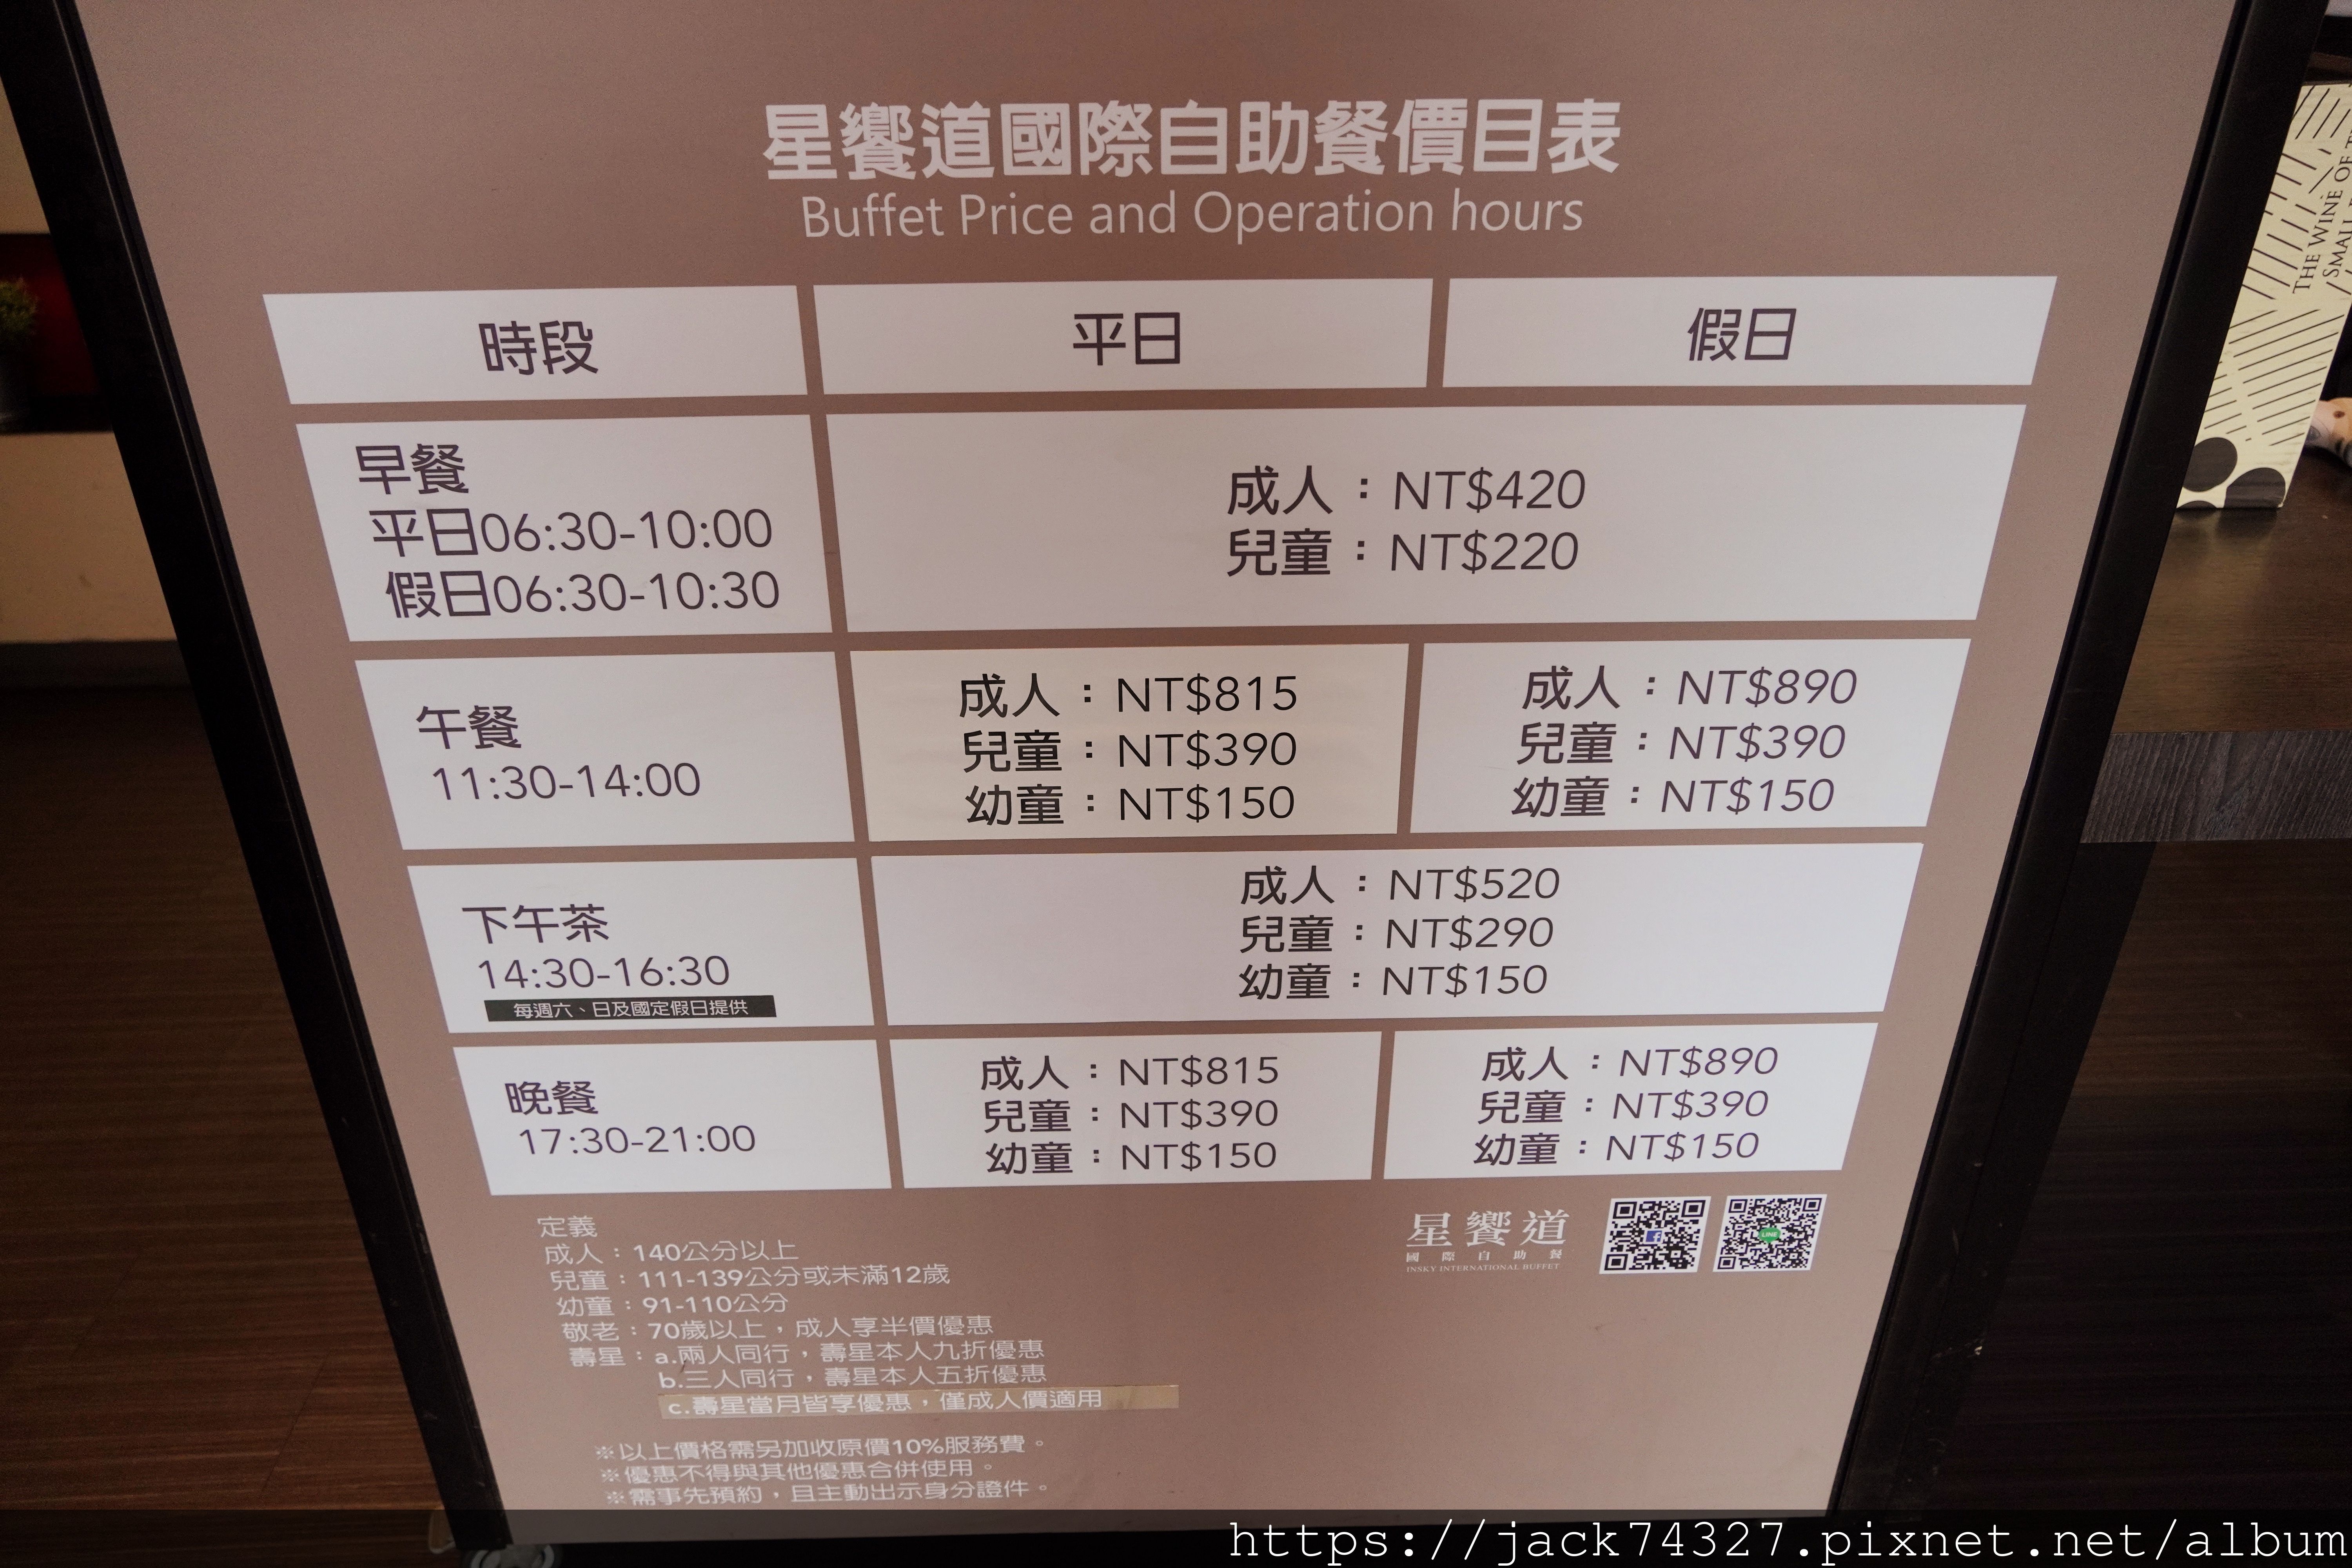 星饗道國際自助餐價目表
Buffet Price and Operation hours
時段
平日
假日
早餐
平日06:30-10:00
假日06:30-10:30
成人：NT$420
兒童：NT$220
午餐
11:30-14:00
成人：NT$815
兒童：NT$390
幼童：NT$150
成人：NT$890
兒童：NT$390
幼童：NT$150
下午茶
14:30-16:30
每週六、日及國定假日提供
成人：NT$520
兒童：NT$290
幼童：NT$150
晚餐
17:30-21:00
成人：NT$815
兒童：NT$390
幼童：NT$150
成人：NT$890
兒童：NT$390
幼童：NT$150
定義
成人：140公分以上
兒童：111-139公分或未滿12歲
幼童：91-110公分
敬老：70歲以上，成人享半價優惠
壽星：a.兩人同行，壽星本人九折優惠
b.三人同行，壽星本人五折優惠
c.壽星當月皆享優惠，僅成人價適用
※以上價格需另加收原價10%服務費。
※優惠不得與其他優惠合併使用。
※需事先預約，且主動出示身分證件。
星饗道
國際自助餐
INSKY INTERNATIONAL BUFFET
LINE
THE WINE OF
SMALL
https://jack74327.pixnet.net/album